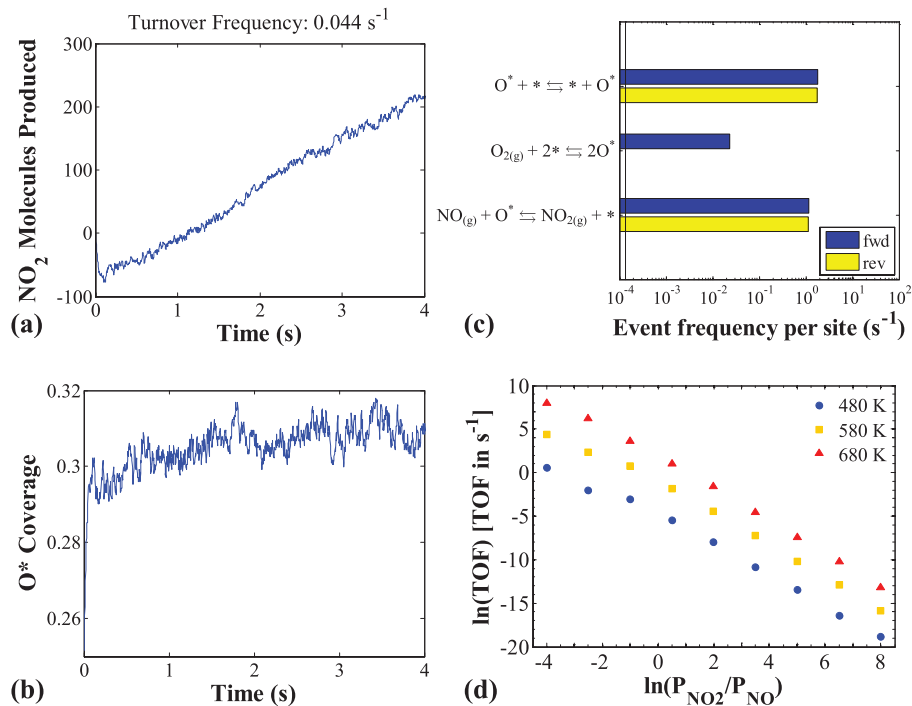 (a)
Turnover Frequency: 0.044 s⁻¹
NO₂ Molecules Produced
300
200
100
0
-100
0 1 2 3 4
Time (s)
(c)
O* + * ⇆ * + O*
O₂(g) + 2* ⇆ 2O*
NO(g) + O* ⇆ NO₂(g) + *
fwd
rev
10⁻⁴ 10⁻³ 10⁻² 10⁻¹ 10⁰ 10¹ 10²
Event frequency per site (s⁻¹)
(b)
O* Coverage
0.32
0.3
0.28
0.26
0 1 2 3 4
Time (s)
(d)
ln(TOF) [TOF in s⁻¹]
10
5
0
-5
-10
-15
-20
480 K
580 K
680 K
-4 -2 0 2 4 6 8
ln(P_NO2/P_NO)